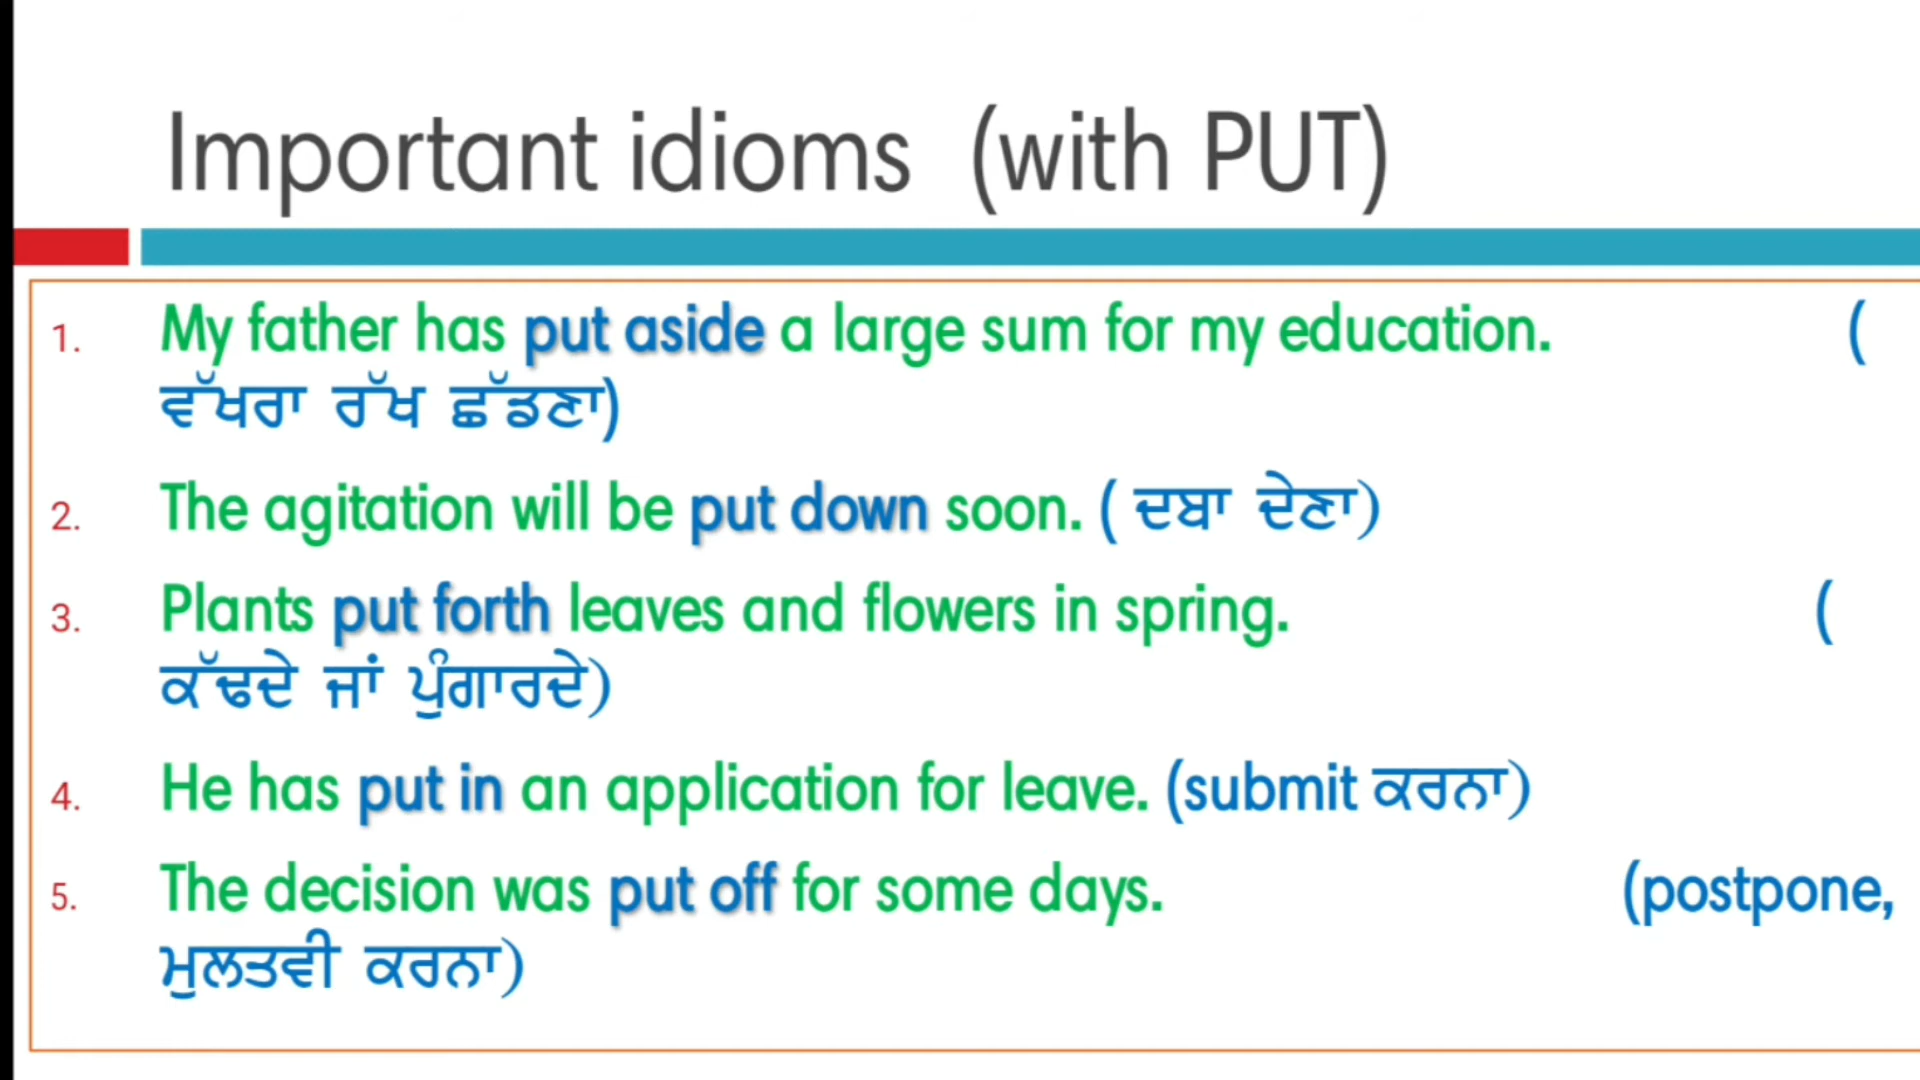 Important idioms (with PUT)
1. My father has put aside a large sum for my education. (
ਵੱਖਰਾ ਰੱਖ ਛੱਡਣਾ)
2. The agitation will be put down soon. ( ਦਬਾ ਦੇਣਾ)
3. Plants put forth leaves and flowers in spring. (
ਕੱਢਦੇ ਜਾਂ ਪੁੰਗਾਰਦੇ)
4. He has put in an application for leave. (submit ਕਰਨਾ)
5. The decision was put off for some days. (postpone,
ਮੁਲਤਵੀ ਕਰਨਾ)